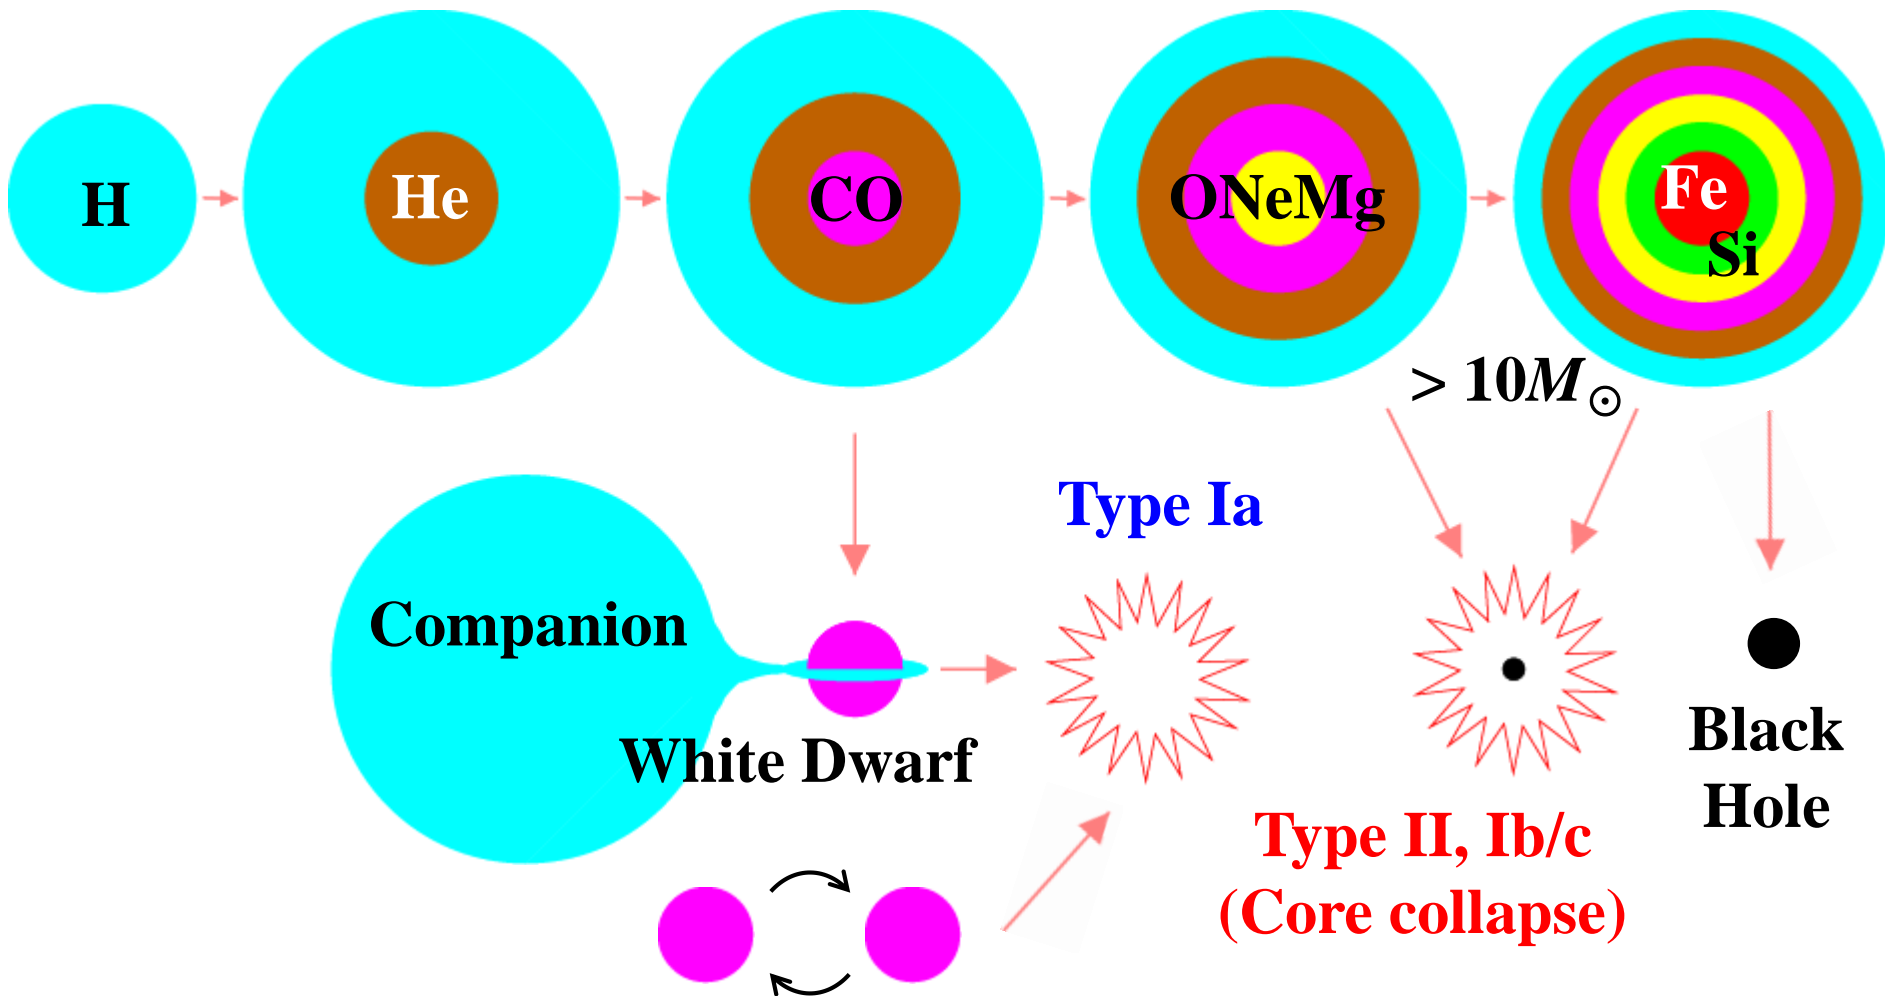 H
He
CO
ONeMg
Fe
Si
> 10M⊙
Type Ia
Companion
White Dwarf
Black
Hole
Type II, Ib/c
(Core collapse)